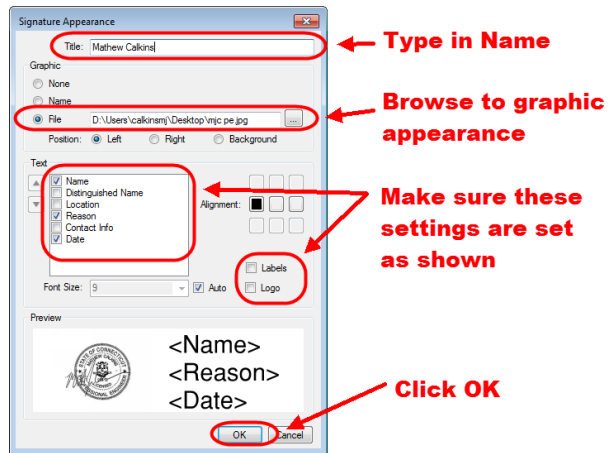 Signature Appearance
Title: Mathew Calkins
Type in Name
Graphic
None
Name
File D:\Users\calkinsmj\Desktop\mjc pe.jpg ...
Browse to graphic
appearance
Position: Left Right Background
Text
Name
Distinguished Name
Location
Reason
Contact Info
Date
Alignment:
Make sure these
settings are set
as shown
Labels
Logo
Font Size: 9 Auto
Preview
STATE OF CONNECTICUT
<Name>
<Reason>
<Date>
Click OK
OK Cancel